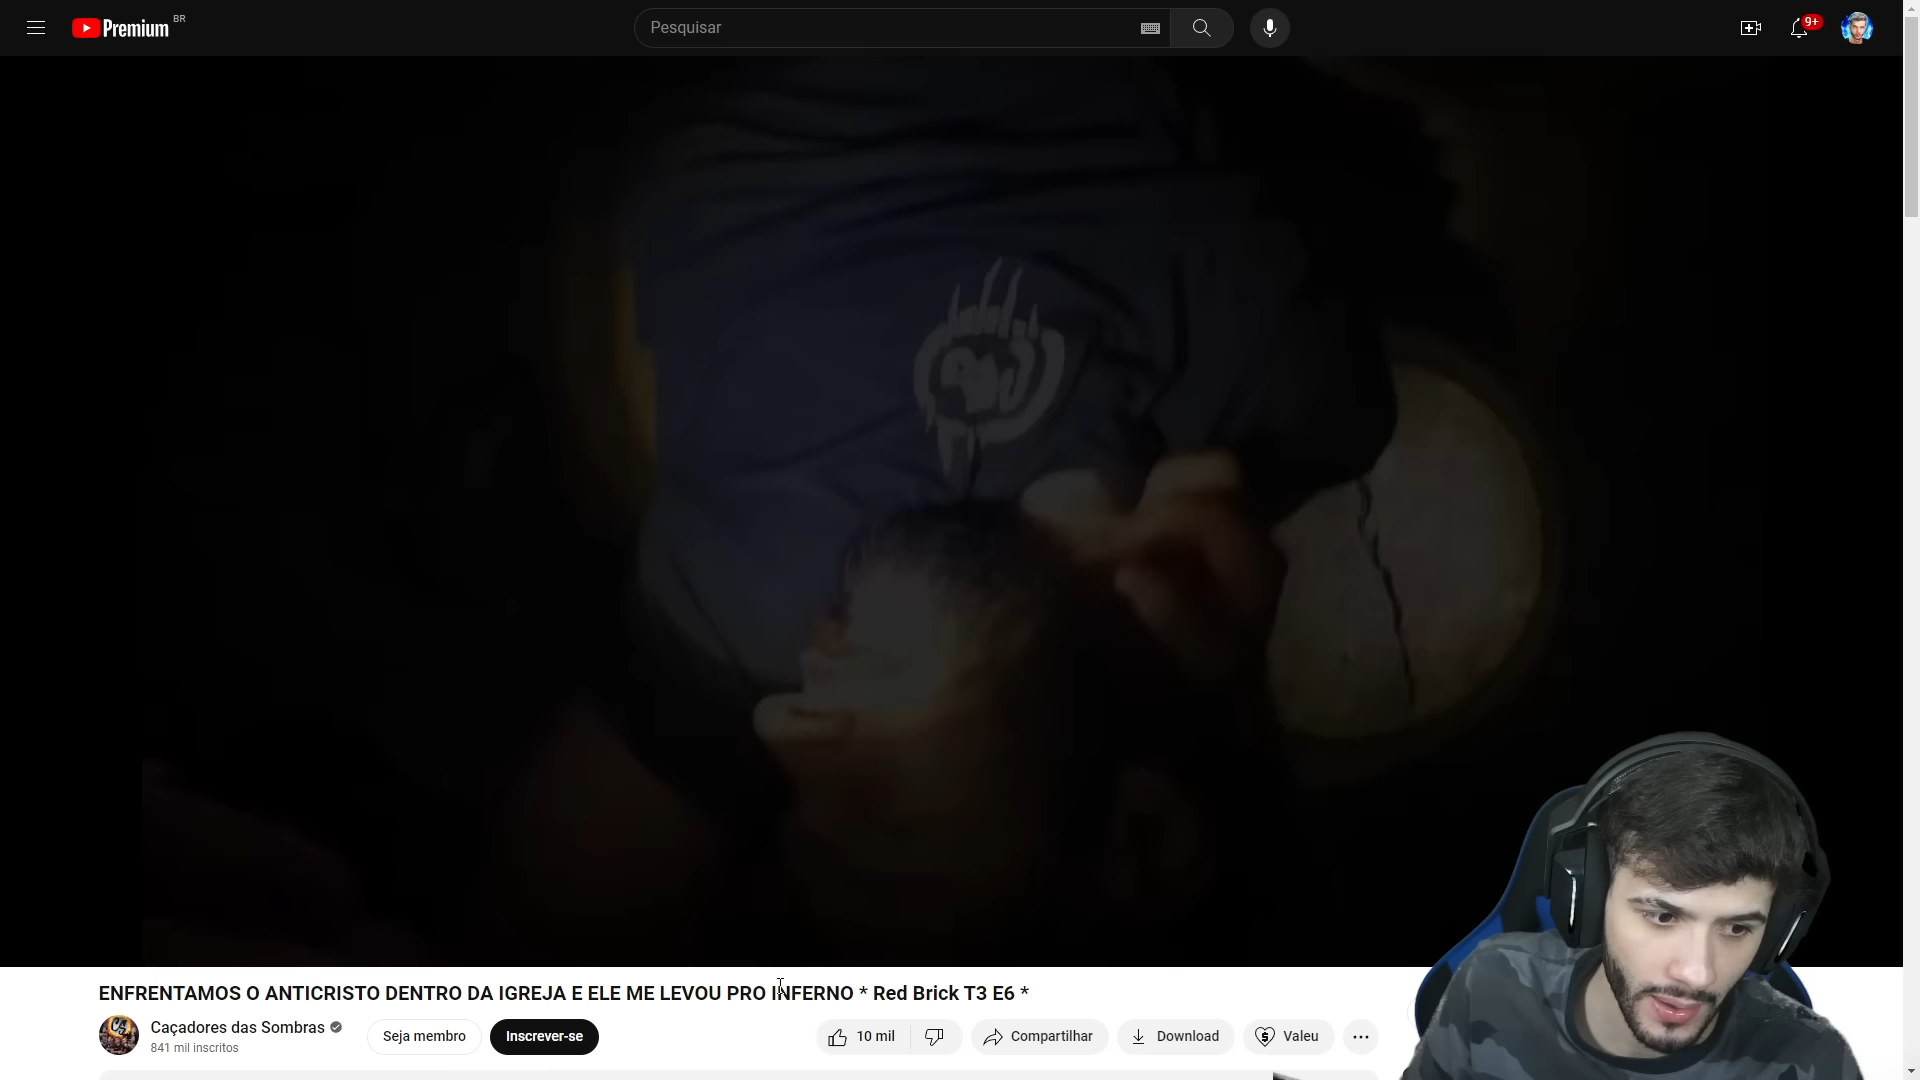 Premium BR
Pesquisar
9+
ENFRENTAMOS O ANTICRISTO DENTRO DA IGREJA E ELE ME LEVOU PRO INFERNO * Red Brick T3 E6 *
CS
Caçadores das Sombras
841 mil inscritos
Seja membro
Inscrever-se
10 mil
Compartilhar
Download
Valeu